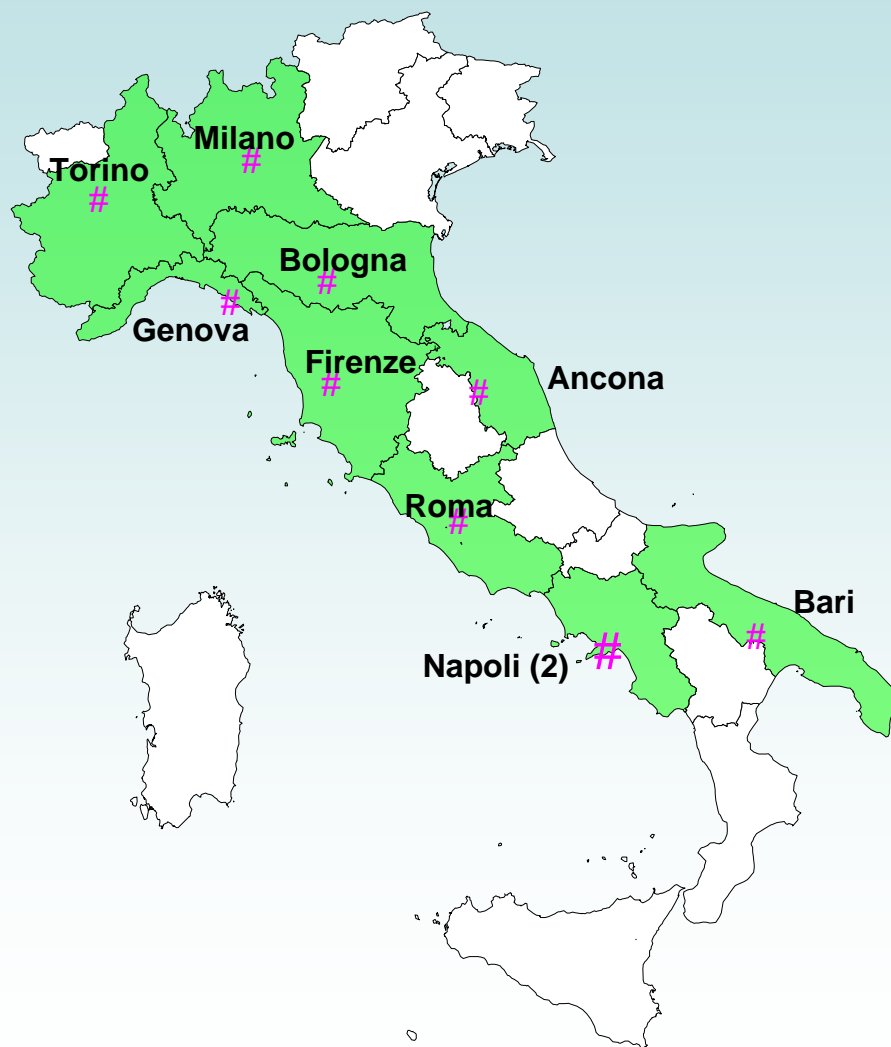 Milano
#
Torino
#
Bologna
#
#
Genova
Firenze
#
Ancona
#
Roma
#
Bari
#
Napoli (2)
#